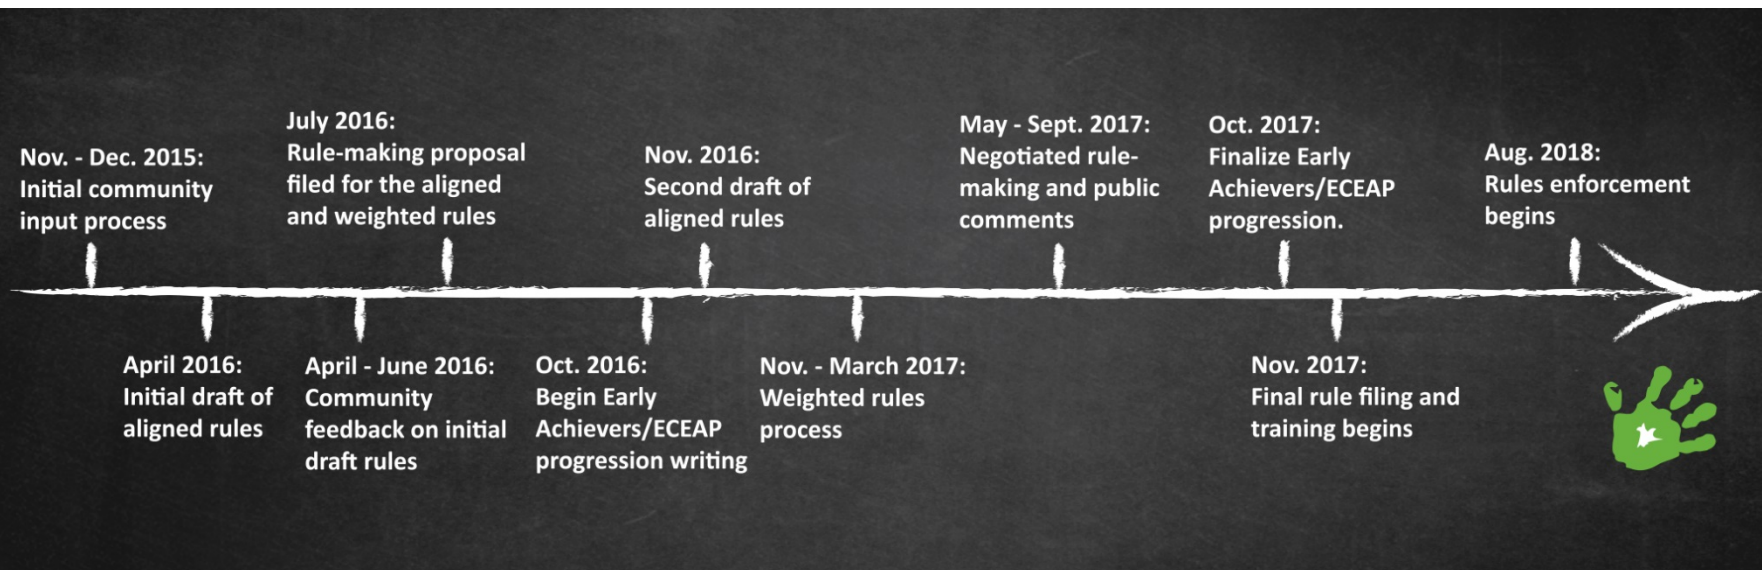 Nov. - Dec. 2015:
Initial community
input process
April 2016:
Initial draft of
aligned rules
April - June 2016:
Community
feedback on initial
draft rules
July 2016:
Rule-making proposal
filed for the aligned
and weighted rules
Oct. 2016:
Begin Early
Achievers/ECEAP
progression writing
Nov. 2016:
Second draft of
aligned rules
Nov. - March 2017:
Weighted rules
process
May - Sept. 2017:
Negotiated rule-
making and public
comments
Oct. 2017:
Finalize Early
Achievers/ECEAP
progression.
Nov. 2017:
Final rule filing and
training begins
Aug. 2018:
Rules enforcement
begins